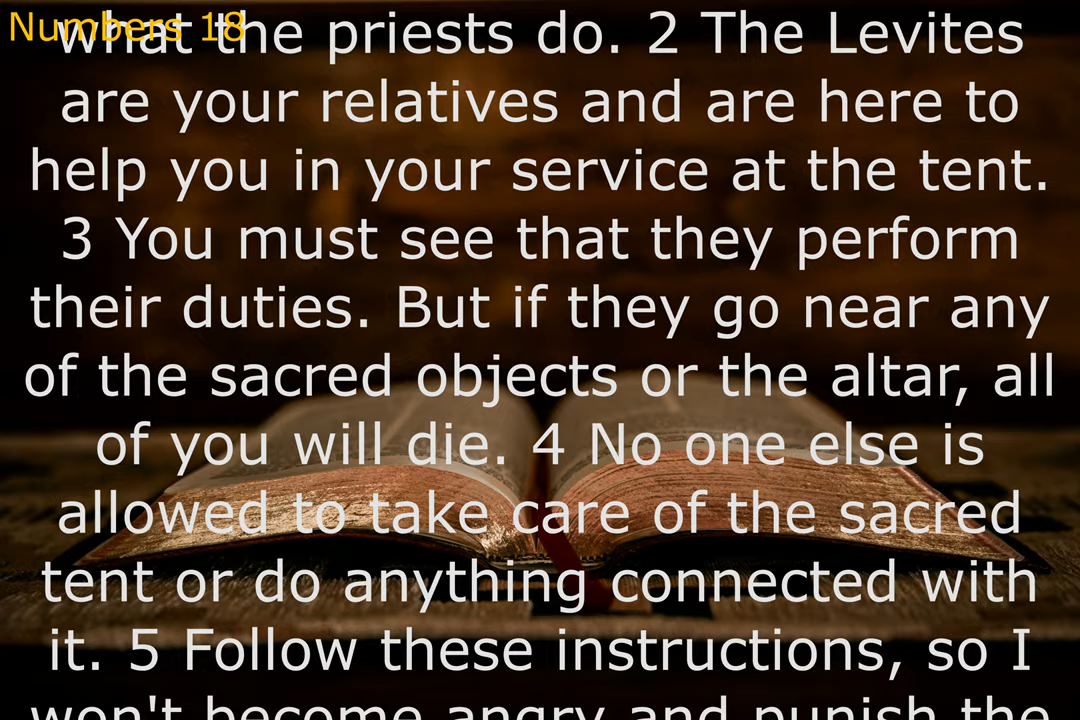 Numbers 18
what the priests do. 2 The Levites
are your relatives and are here to
help you in your service at the tent.
3 You must see that they perform
their duties. But if they go near any
of the sacred objects or the altar, all
of you will die. 4 No one else is
allowed to take care of the sacred
tent or do anything connected with
it. 5 Follow these instructions, so I
won't become angry and punish the